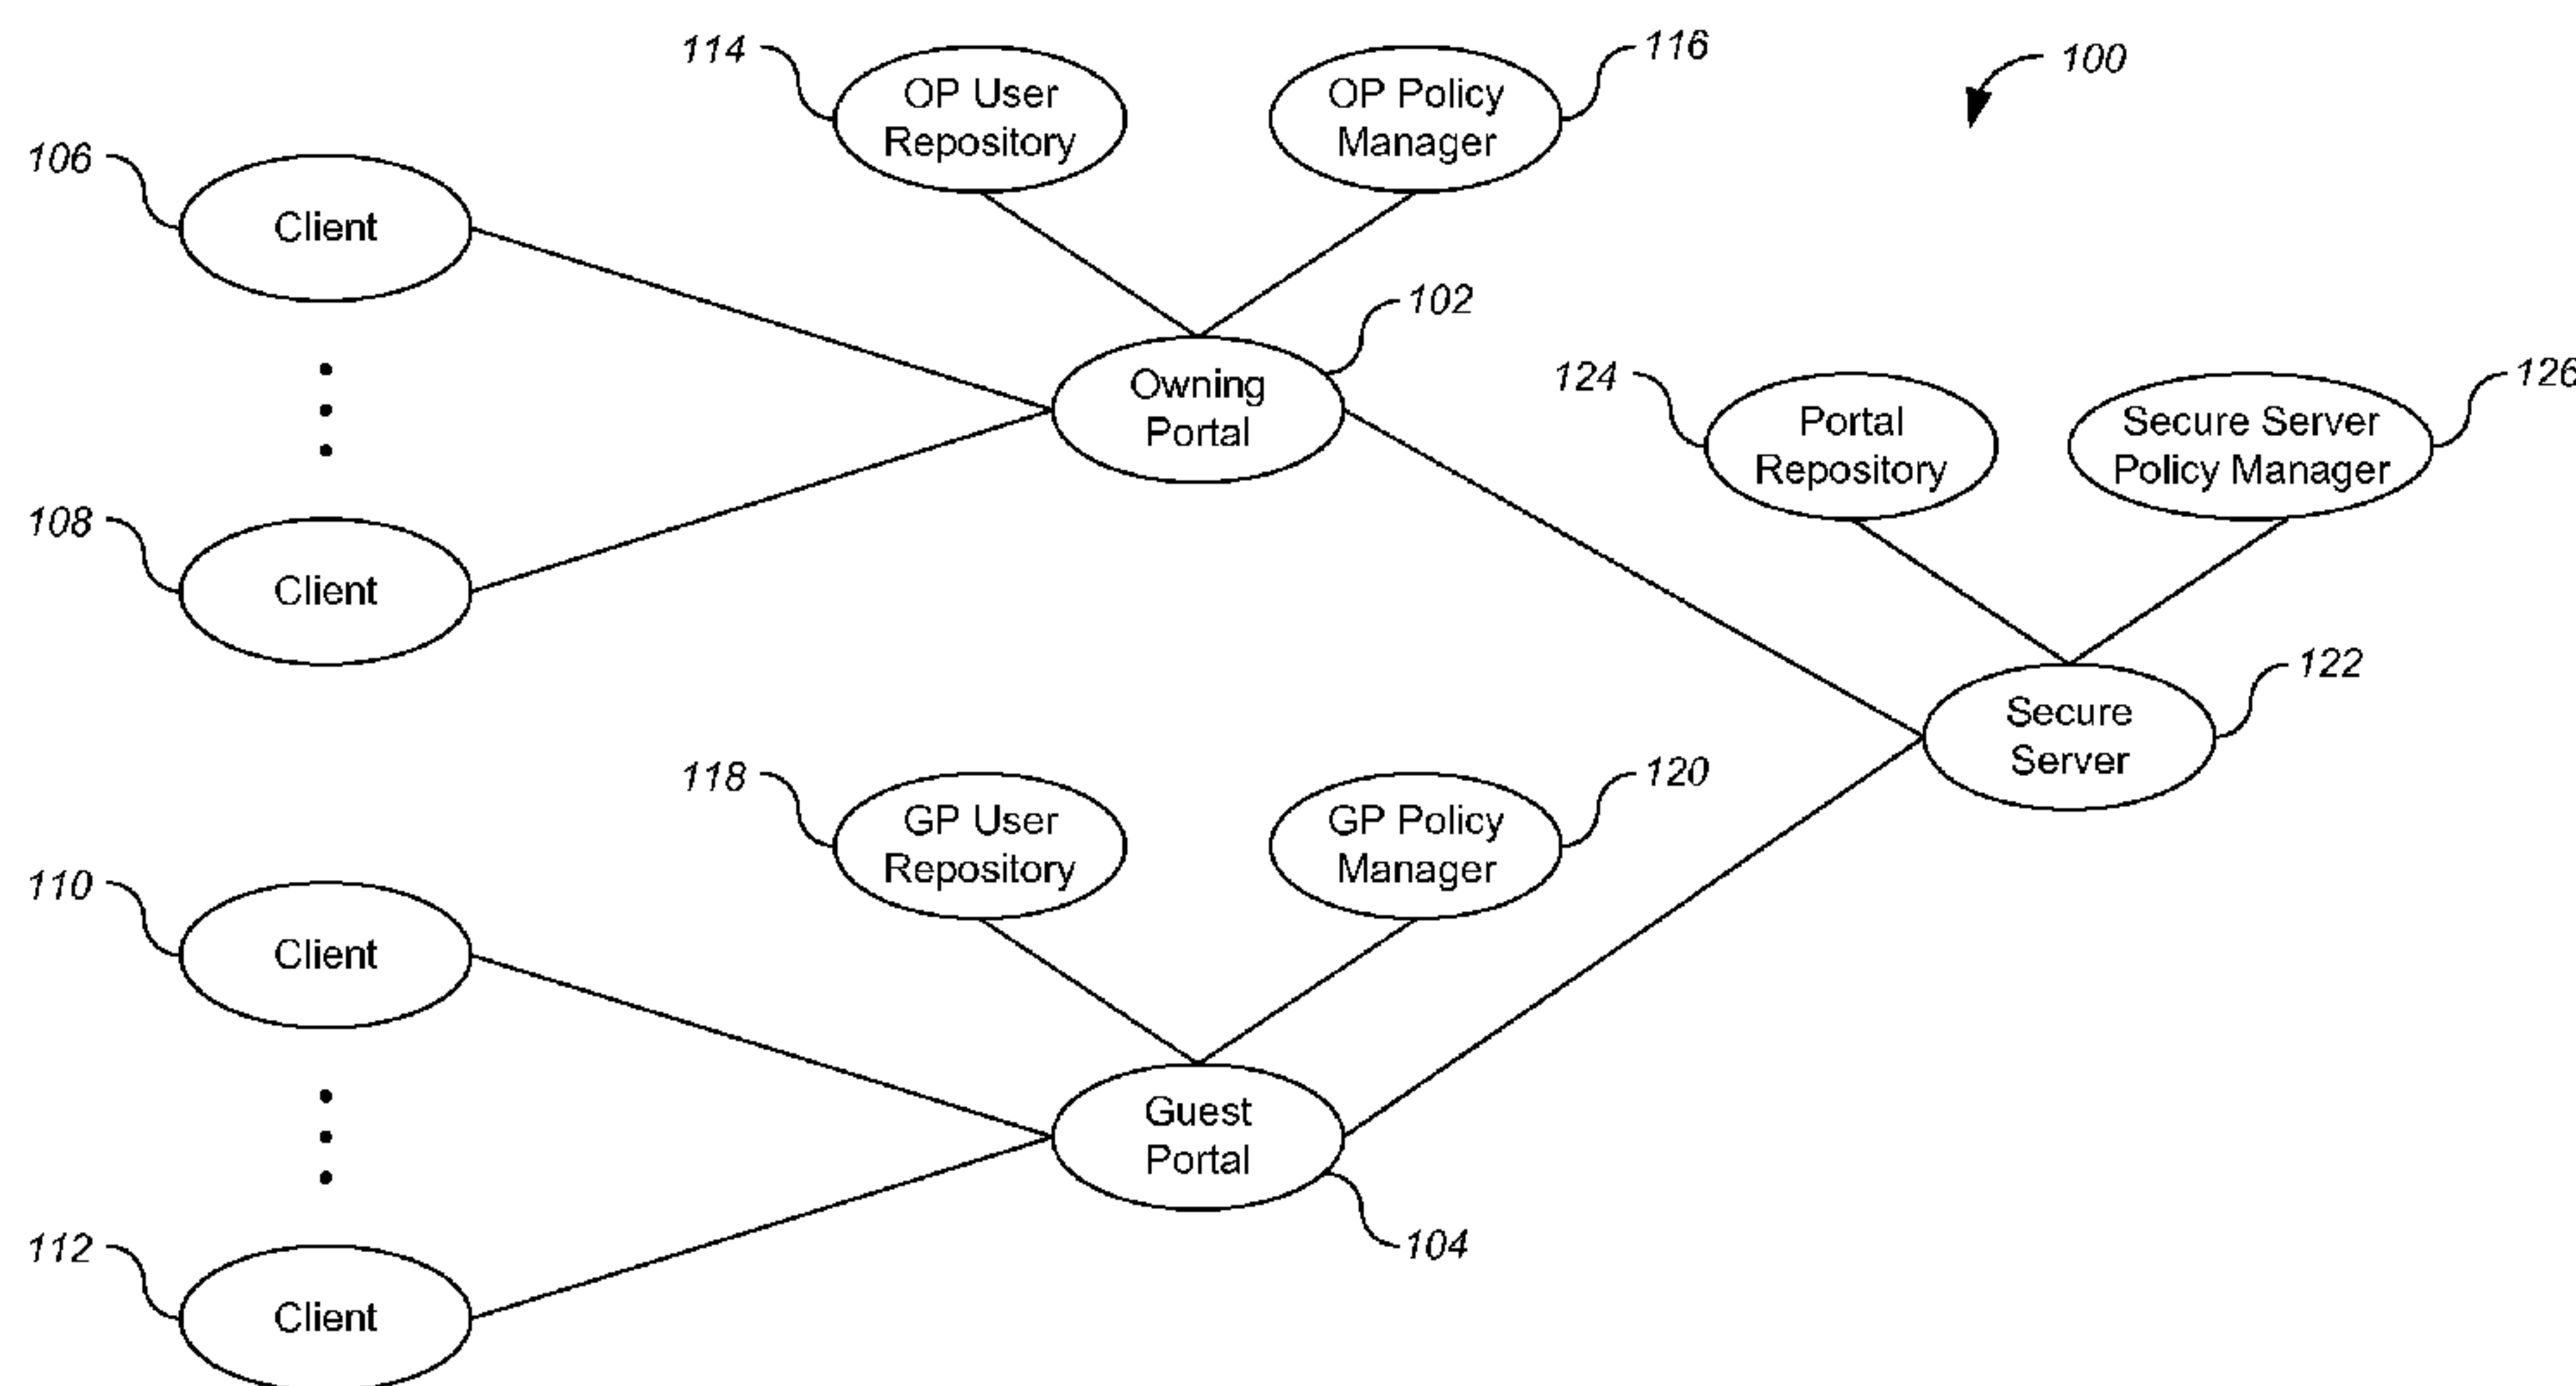 114
OP User
Repository
OP Policy
Manager
116
100
106
Client
102
Owning
Portal
124
Portal
Repository
Secure Server
Policy Manager
126
108
Client
Secure
Server
122
118
GP User
Repository
GP Policy
Manager
120
110
Client
Guest
Portal
104
112
Client